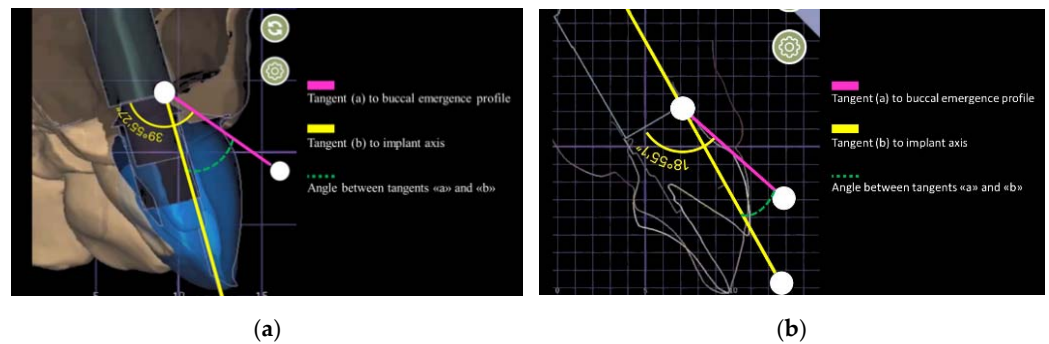 39°55'27"
Tangent (a) to buccal emergence profile
Tangent (b) to implant axis
Angle between tangents «a» and «b»
5
10
15
18°55'1"
Tangent (a) to buccal emergence profile
Tangent (b) to implant axis
Angle between tangents «a» and «b»
0
5
10
(a)
(b)